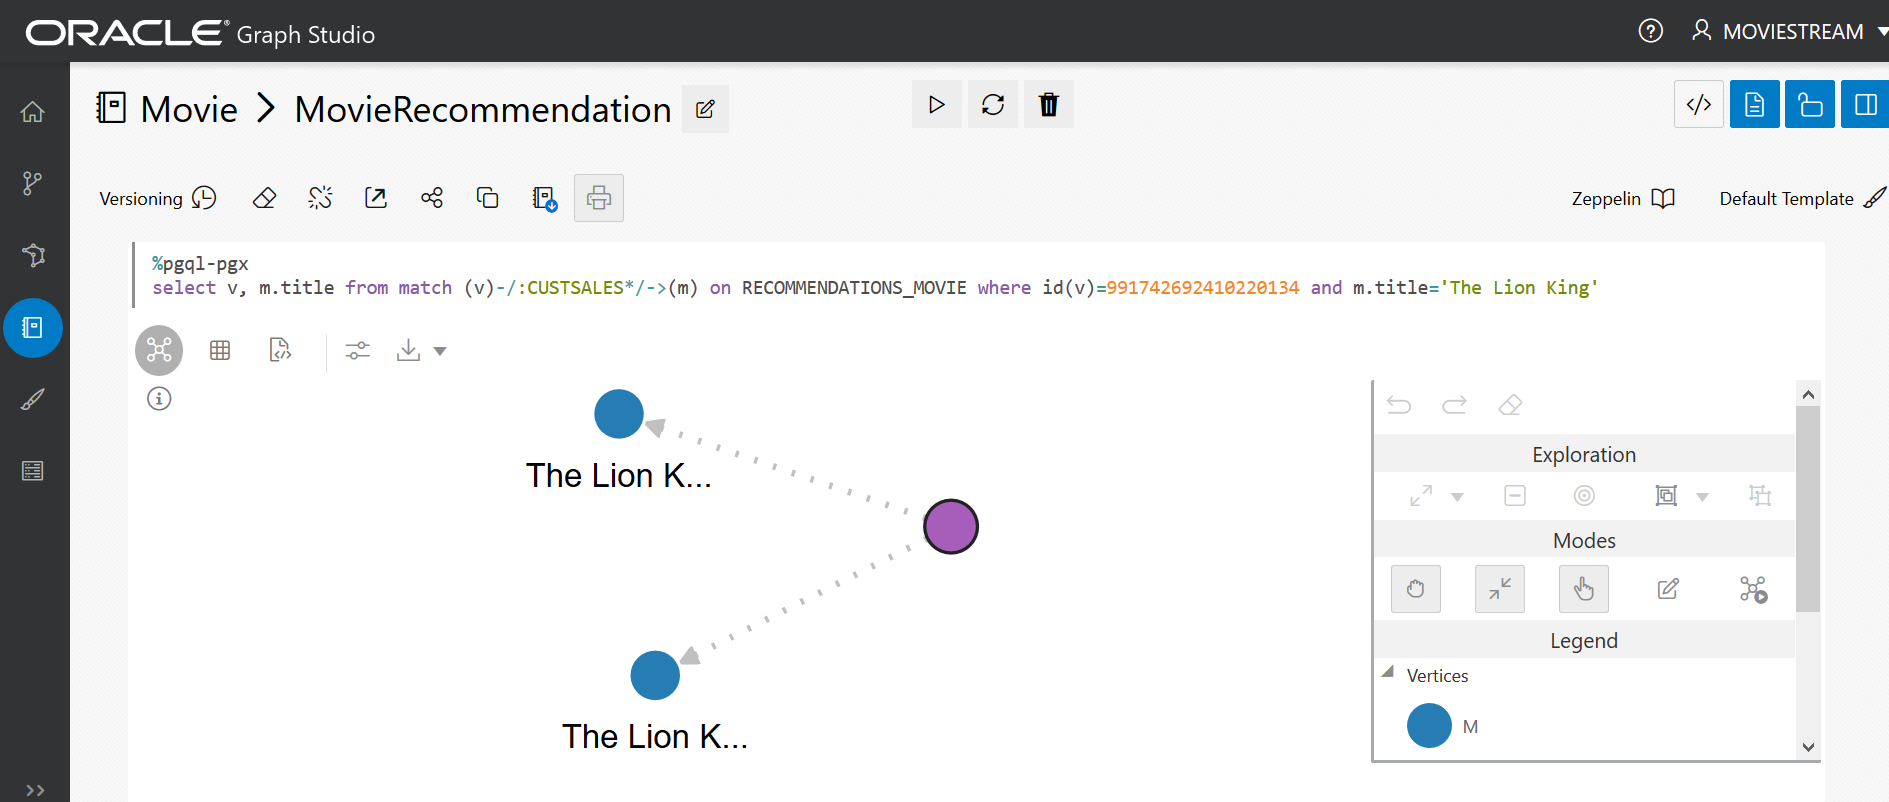 ORACLE® Graph Studio
MOVIESTREAM
Movie > MovieRecommendation
Versioning
Zeppelin
Default Template
%pgql-pgx
select v, m.title from match (v)-/:CUSTSALES*/->(m) on RECOMMENDATIONS_MOVIE where id(v)=991742692410220134 and m.title='The Lion King'
The Lion K...
The Lion K...
Exploration
Modes
Legend
Vertices
M